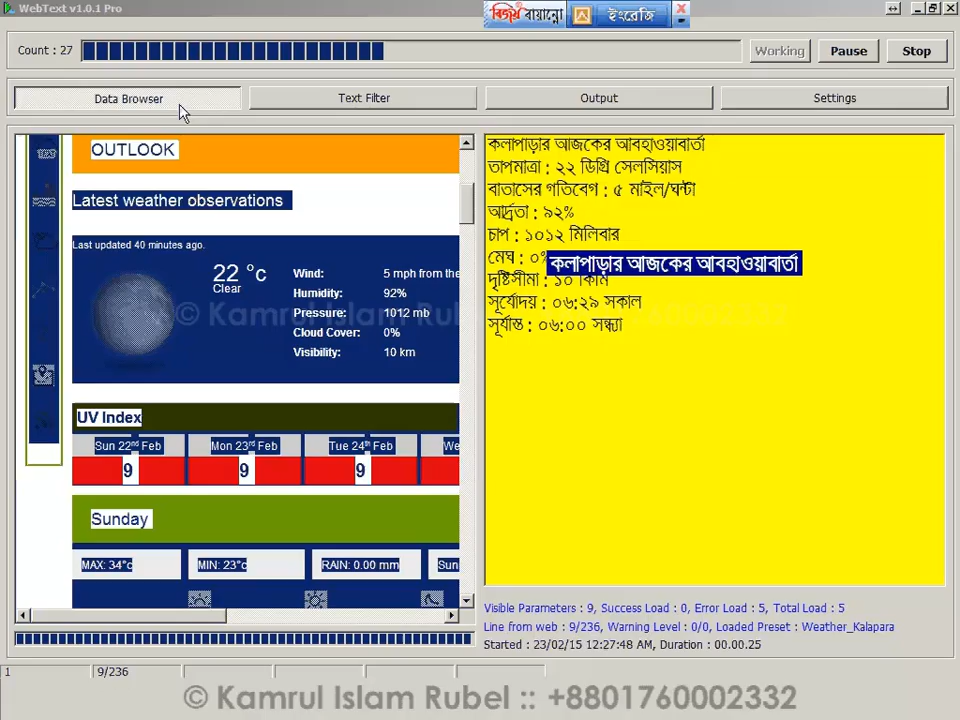 WebText v1.0.1 Pro
বিজয় বায়ান্নো
ইংরেজি
Count : 27
Working
Pause
Stop
Data Browser
Text Filter
Output
Settings
OUTLOOK
Latest weather observations
Last updated 40 minutes ago.
22 °c
Clear
Wind: 5 mph from the
Humidity: 92%
Pressure: 1012 mb
Cloud Cover: 0%
Visibility: 10 km
UV Index
Sun 22nd Feb
Mon 23rd Feb
Tue 24th Feb
We
9
9
9
Sunday
MAX: 34°c
MIN: 23°c
RAIN: 0.00 mm
Sun
কলাপাড়ার আজকের আবহাওয়াবার্তা
তাপমাত্রা : ২২ ডিগ্রি সেলসিয়াস
বাতাসের গতিবেগ : ৫ মাইল/ঘন্টা
আর্দ্রতা : ৯২%
চাপ : ১০১২ মিলিবার
মেঘ : ০%
কলাপাড়ার আজকের আবহাওয়াবার্তা
দৃষ্টিসীমা : ১০ কিমি
সূর্যোদয় : ০৬:২৯ সকাল
সূর্যাস্ত : ০৬:০০ সন্ধ্যা
Visible Parameters : 9, Success Load : 0, Error Load : 5, Total Load : 5
Line from web : 9/236, Warning Level : 0/0, Loaded Preset : Weather_Kalapara
Started : 23/02/15 12:27:48 AM, Duration : 00.00.25
1
9/236
© Kamrul Islam Rubel :: +8801760002332